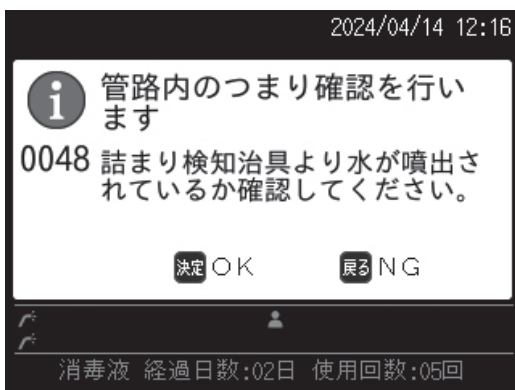 2024/04/14 12:16
管路内のつまり確認を行い
ます
0048 詰まり検知治具より水が噴出さ
れているか確認してください。
決定 OK 戻る NG
消毒液 経過日数:02日 使用回数:05回